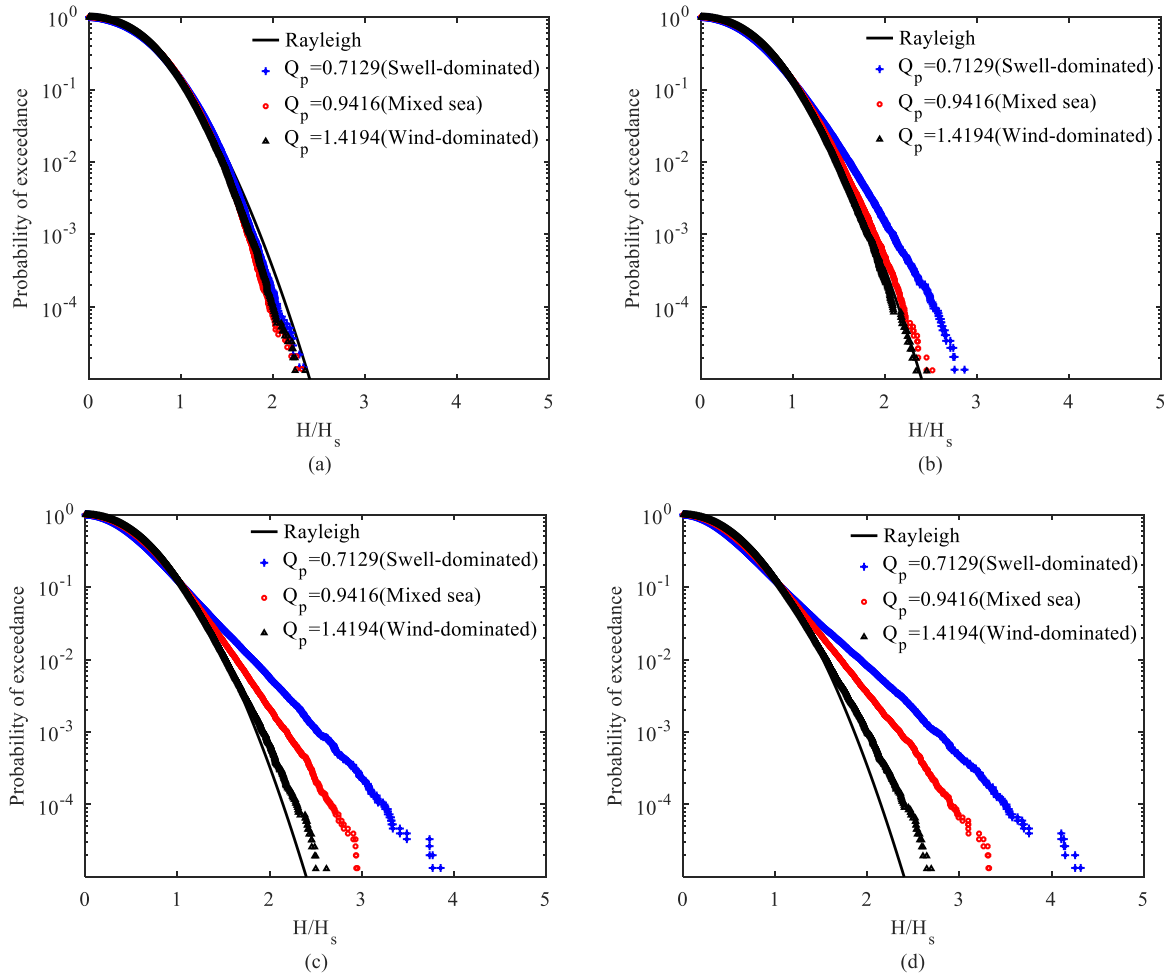 Probability of exceedance
10^0
10^-1
10^-2
10^-3
10^-4
Rayleigh
Q_p=0.7129(Swell-dominated)
Q_p=0.9416(Mixed sea)
Q_p=1.4194(Wind-dominated)
0 1 2 3 4 5
H/H_s
(a)
Probability of exceedance
10^0
10^-1
10^-2
10^-3
10^-4
Rayleigh
Q_p=0.7129(Swell-dominated)
Q_p=0.9416(Mixed sea)
Q_p=1.4194(Wind-dominated)
0 1 2 3 4 5
H/H_s
(b)
Probability of exceedance
10^0
10^-1
10^-2
10^-3
10^-4
Rayleigh
Q_p=0.7129(Swell-dominated)
Q_p=0.9416(Mixed sea)
Q_p=1.4194(Wind-dominated)
0 1 2 3 4 5
H/H_s
(c)
Probability of exceedance
10^0
10^-1
10^-2
10^-3
10^-4
Rayleigh
Q_p=0.7129(Swell-dominated)
Q_p=0.9416(Mixed sea)
Q_p=1.4194(Wind-dominated)
0 1 2 3 4 5
H/H_s
(d)